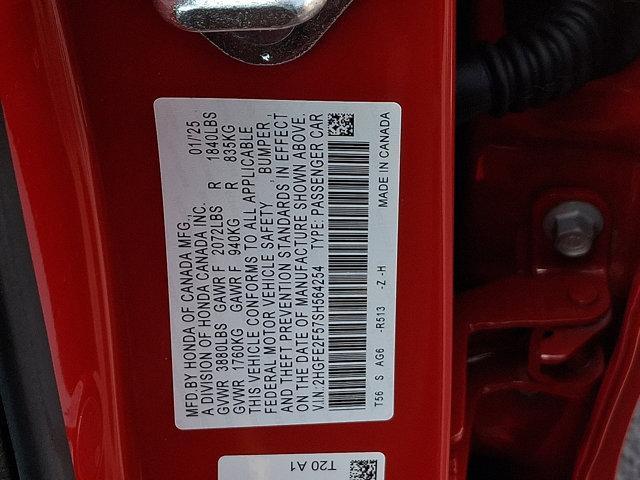 MFD BY HONDA OF CANADA MFG., 01/'25
A DIVISION OF HONDA CANADA INC.
GVWR 3880LBS GAWR F 2072LBS R 1840LBS
GVWR 1760KG GAWR F 940KG R 835KG
THIS VEHICLE CONFORMS TO ALL APPLICABLE
FEDERAL MOTOR VEHICLE SAFETY, BUMPER,
AND THEFT PREVENTION STANDARDS IN EFFECT
ON THE DATE OF MANUFACTURE SHOWN ABOVE.
V.I.N.:2HGFE2F57SH564254 TYPE: PASSENGER CAR
T56 S AG6 -R513 -Z -H MADE IN CANADA
T20 A1